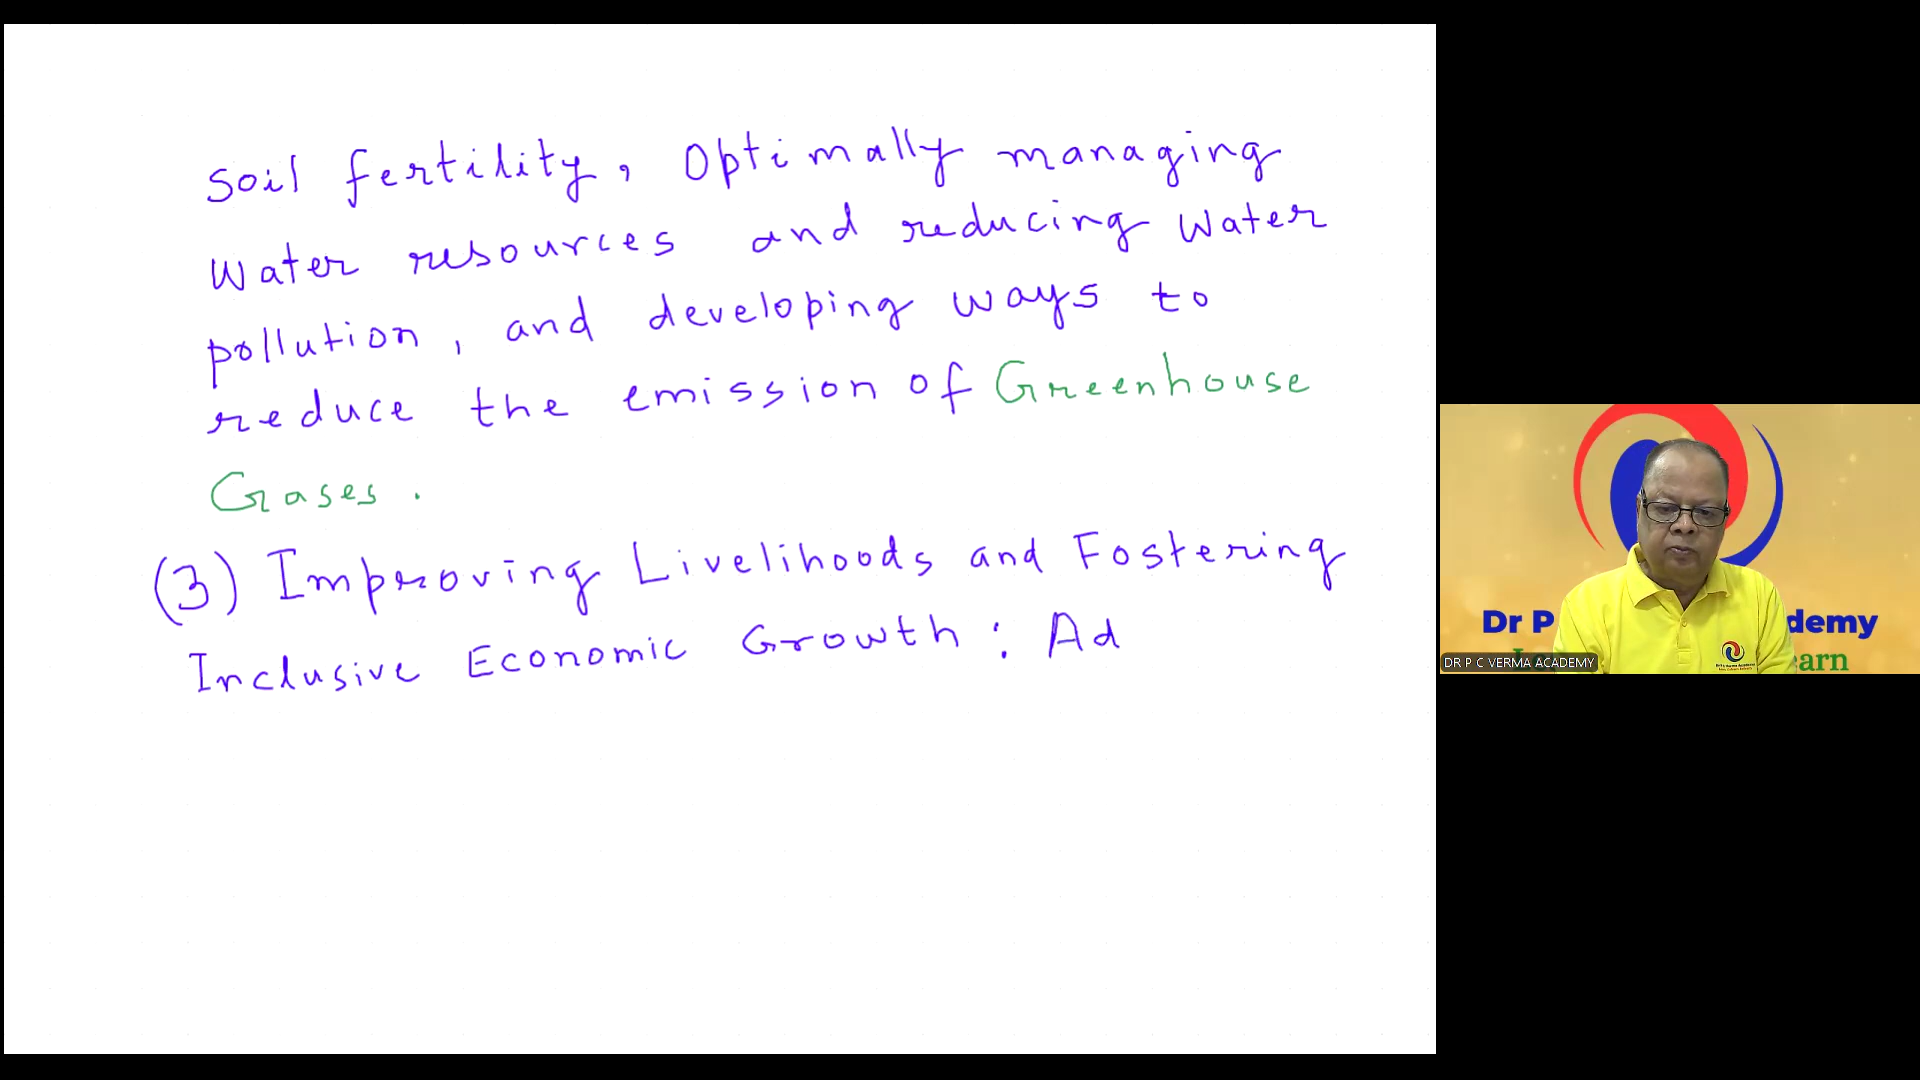 soil fertility, Optimally managing
Water resources and reducing Water
pollution, and developing ways to
reduce the emission of Greenhouse
Gases.
(3) Improving Livelihoods and Fostering
Inclusive Economic Growth : Ad
Dr P demy
arn
DR P C VERMA ACADEMY